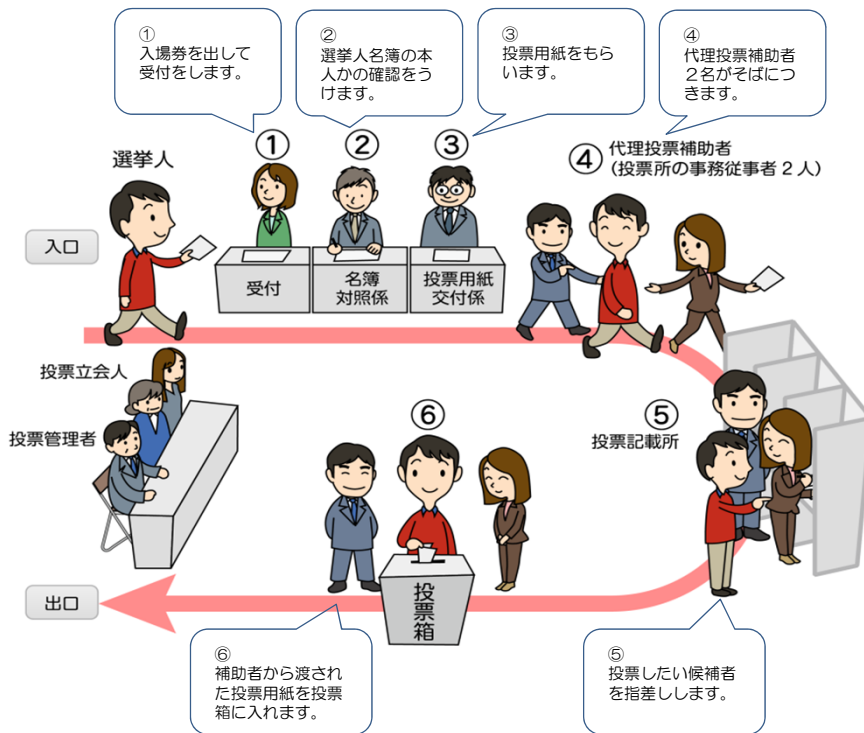 ①
入場券を出して
受付をします。
②
選挙人名簿の本
人かの確認をう
けます。
③
投票用紙をもら
います。
④
代理投票補助者
２名がそばにつ
きます。
選挙人
①
②
③
④
代理投票補助者
（投票所の事務従事者２人）
入口
受付
名簿
対照係
投票用紙
交付係
投票立会人
投票管理者
⑥
⑤
投票記載所
出口
投票箱
⑥
補助者から渡され
た投票用紙を投票
箱に入れます。
⑤
投票したい候補者
を指差しします。